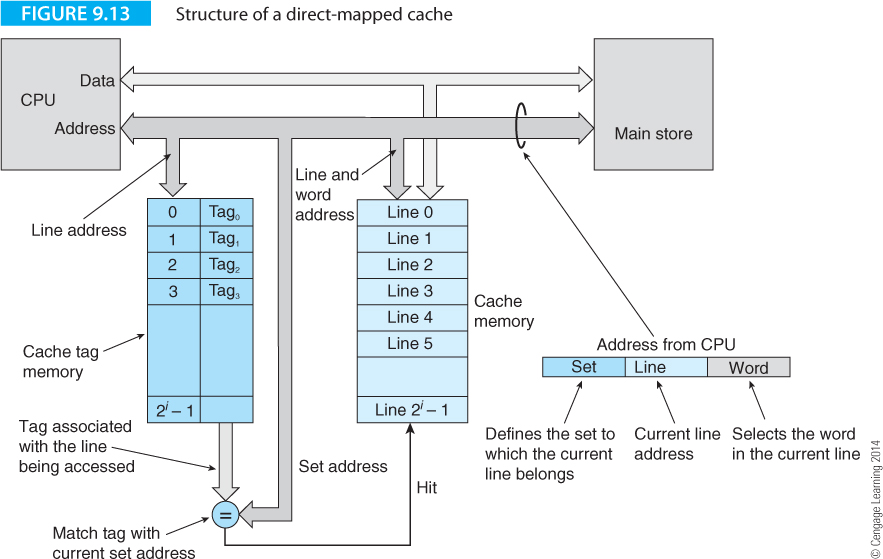 FIGURE 9.13 Structure of a direct-mapped cache
CPU
Data
Address
Main store
Line address
Line and
word
address
0 Tag₀
1 Tag₁
2 Tag₂
3 Tag₃
2ⁱ – 1
Cache tag
memory
Line 0
Line 1
Line 2
Line 3
Line 4
Line 5
Line 2ⁱ – 1
Cache
memory
Address from CPU
Set Line Word
Defines the set to
which the current
line belongs
Current line
address
Selects the word
in the current line
Tag associated
with the line
being accessed
Set address
Hit
=
Match tag with
current set address
© Cengage Learning 2014